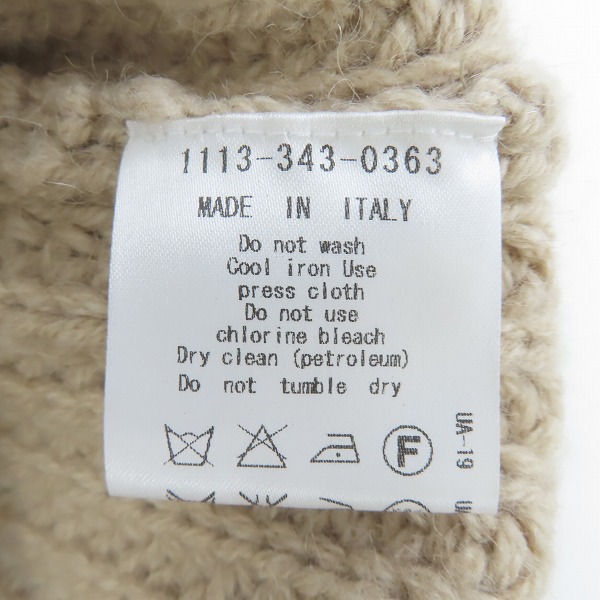 1113-343-0363
MADE IN ITALY
Do not wash
Cool iron Use
press cloth
Do not use
chlorine bleach
Dry clean (petroleum)
Do not tumble dry
F
UA-19